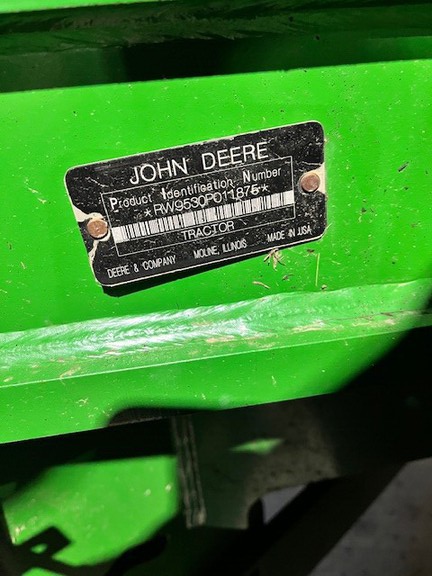 JOHN DEERE
Product Identification Number
*RW9530P011875*
TRACTOR
DEERE & COMPANY MOLINE, ILLINOIS MADE IN USA